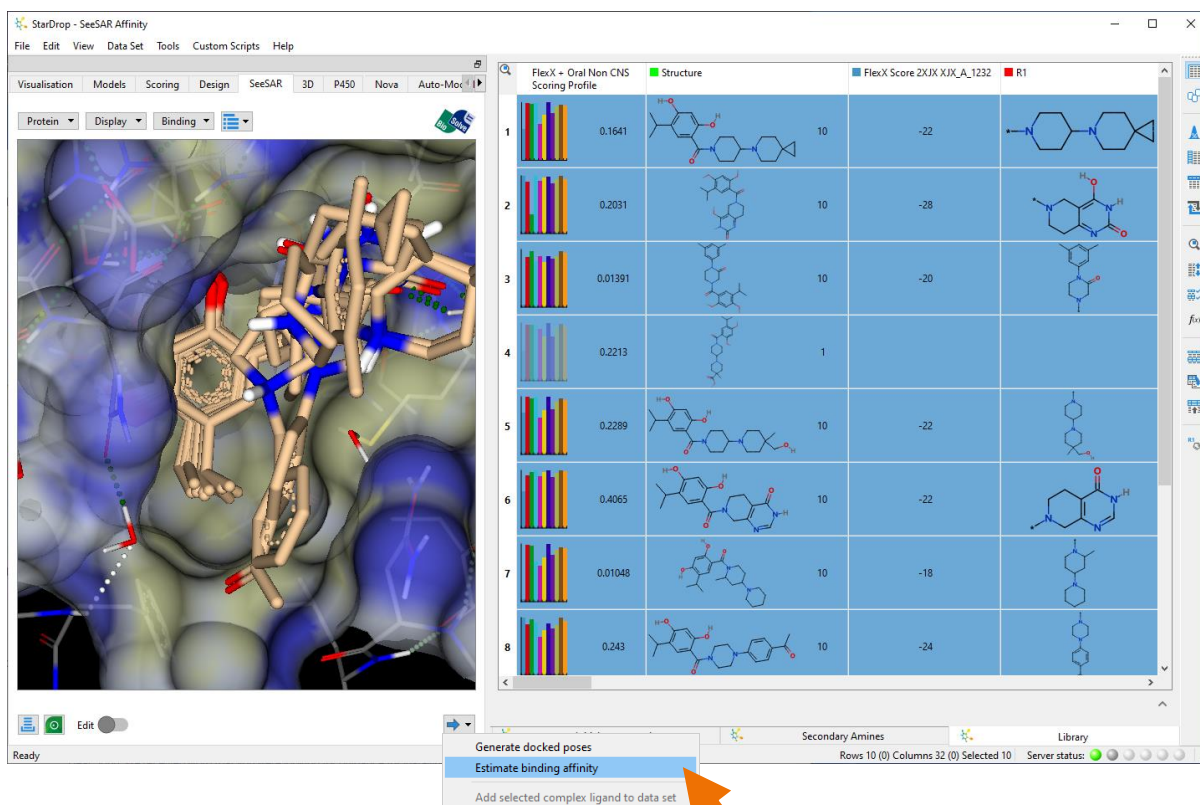 StarDrop - SeeSAR Affinity
File Edit View Data Set Tools Custom Scripts Help
Visualisation Models Scoring Design SeeSAR 3D P450 Nova
Protein Display Binding
Bio Solve
Edit
FlexX + Oral Non CNS Scoring Profile Structure FlexX Score 2XJX XJX_A_1232 R1
1 0.1641 10 -22
2 0.2031 10 -28
3 0.01391 10 -20
4 0.2213 1
5 0.2289 10 -22
6 0.4065 10 -22
7 0.01048 10 -18
8 0.243 10 -24
Secondary Amines Library
Ready Rows 10 (0) Columns 32 (0) Selected 10 Server status:
Generate docked poses
Estimate binding affinity
Add selected complex ligand to data set